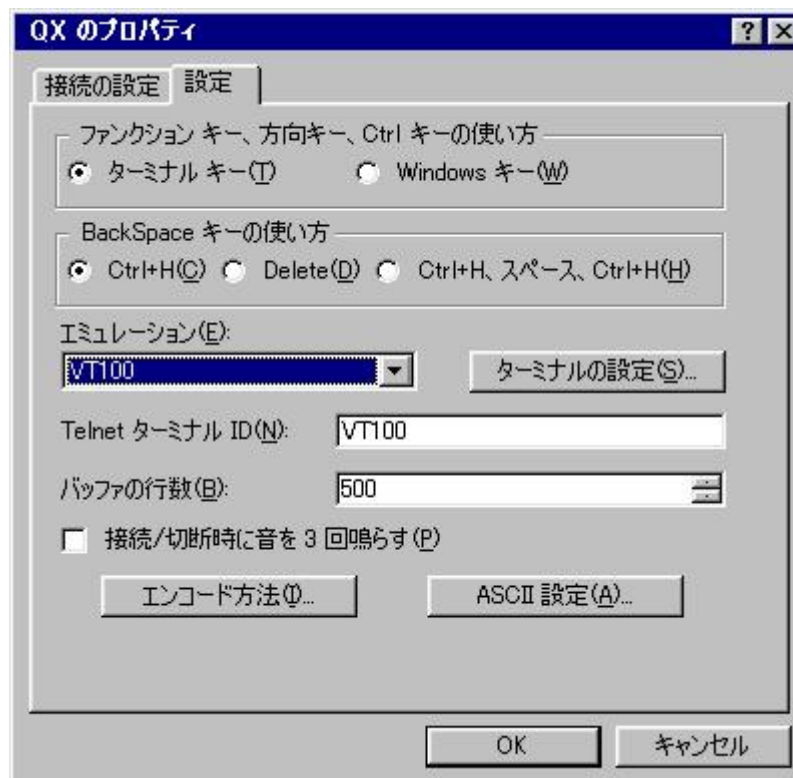 QX のプロパティ
接続の設定 設定
ファンクション キー、方向キー、Ctrl キーの使い方
ターミナル キー(T) Windows キー(W)
BackSpace キーの使い方
Ctrl+H(C) Delete(D) Ctrl+H、スペース、Ctrl+H(H)
エミュレーション(E):
VT100 ターミナルの設定(S)...
Telnet ターミナル ID(N): VT100
バッファの行数(B): 500
接続/切断時に音を 3 回鳴らす(P)
エンコード方法(I)... ASCII 設定(A)...
OK キャンセル